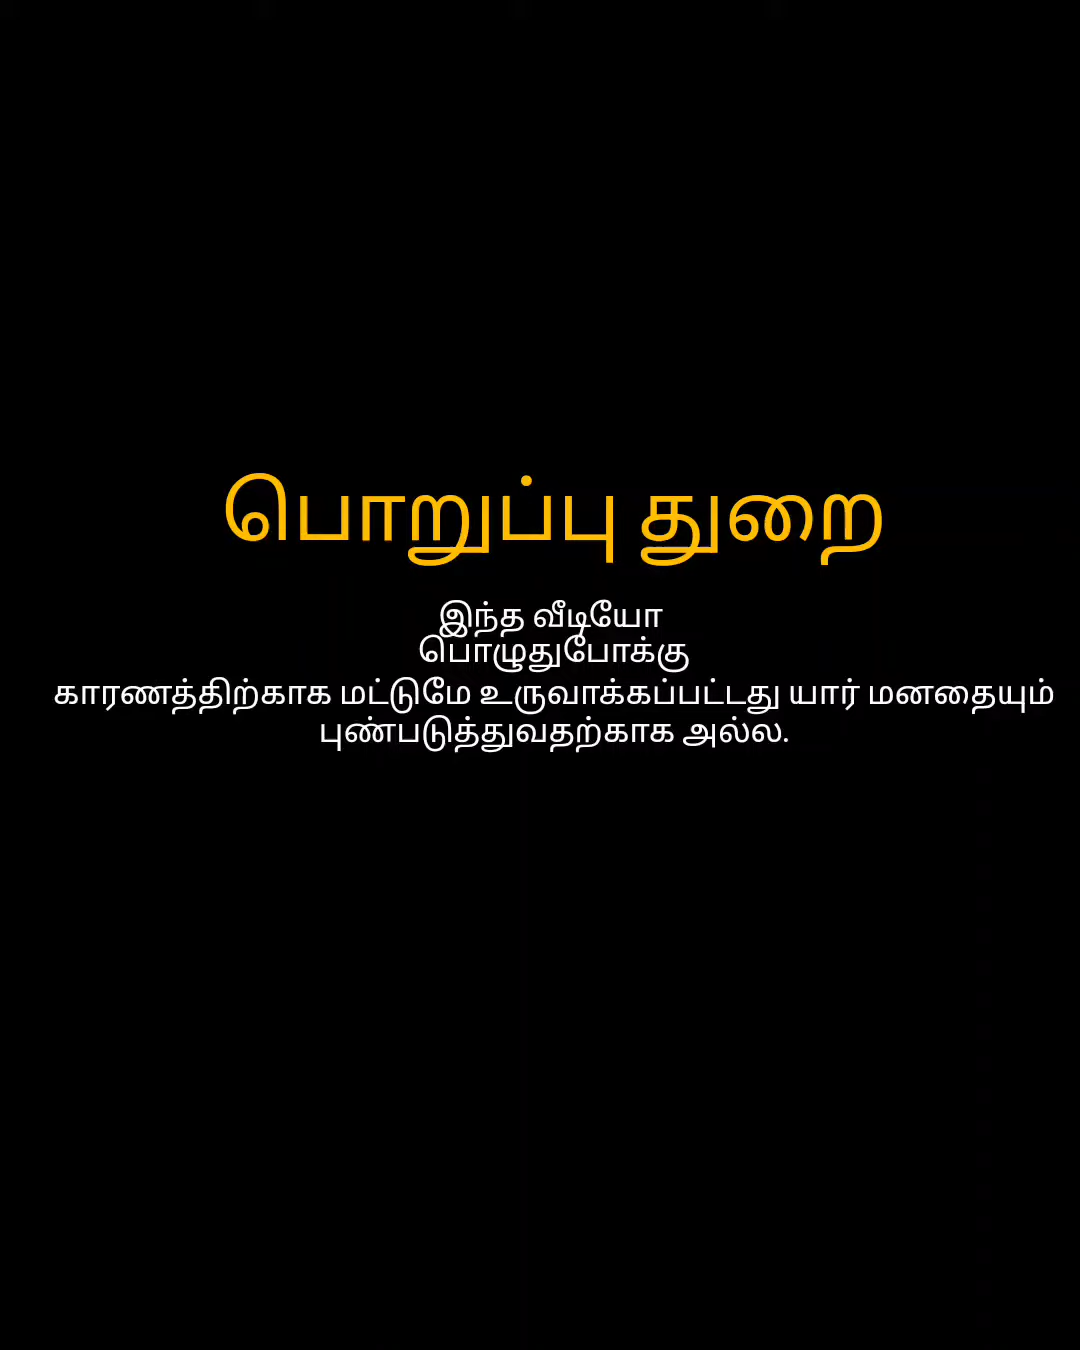 பொறுப்பு துறை
இந்த வீடியோ
பொழுதுபோக்கு
காரணத்திற்காக மட்டுமே உருவாக்கப்பட்டது யார் மனதையும்
புண்படுத்துவதற்காக அல்ல.